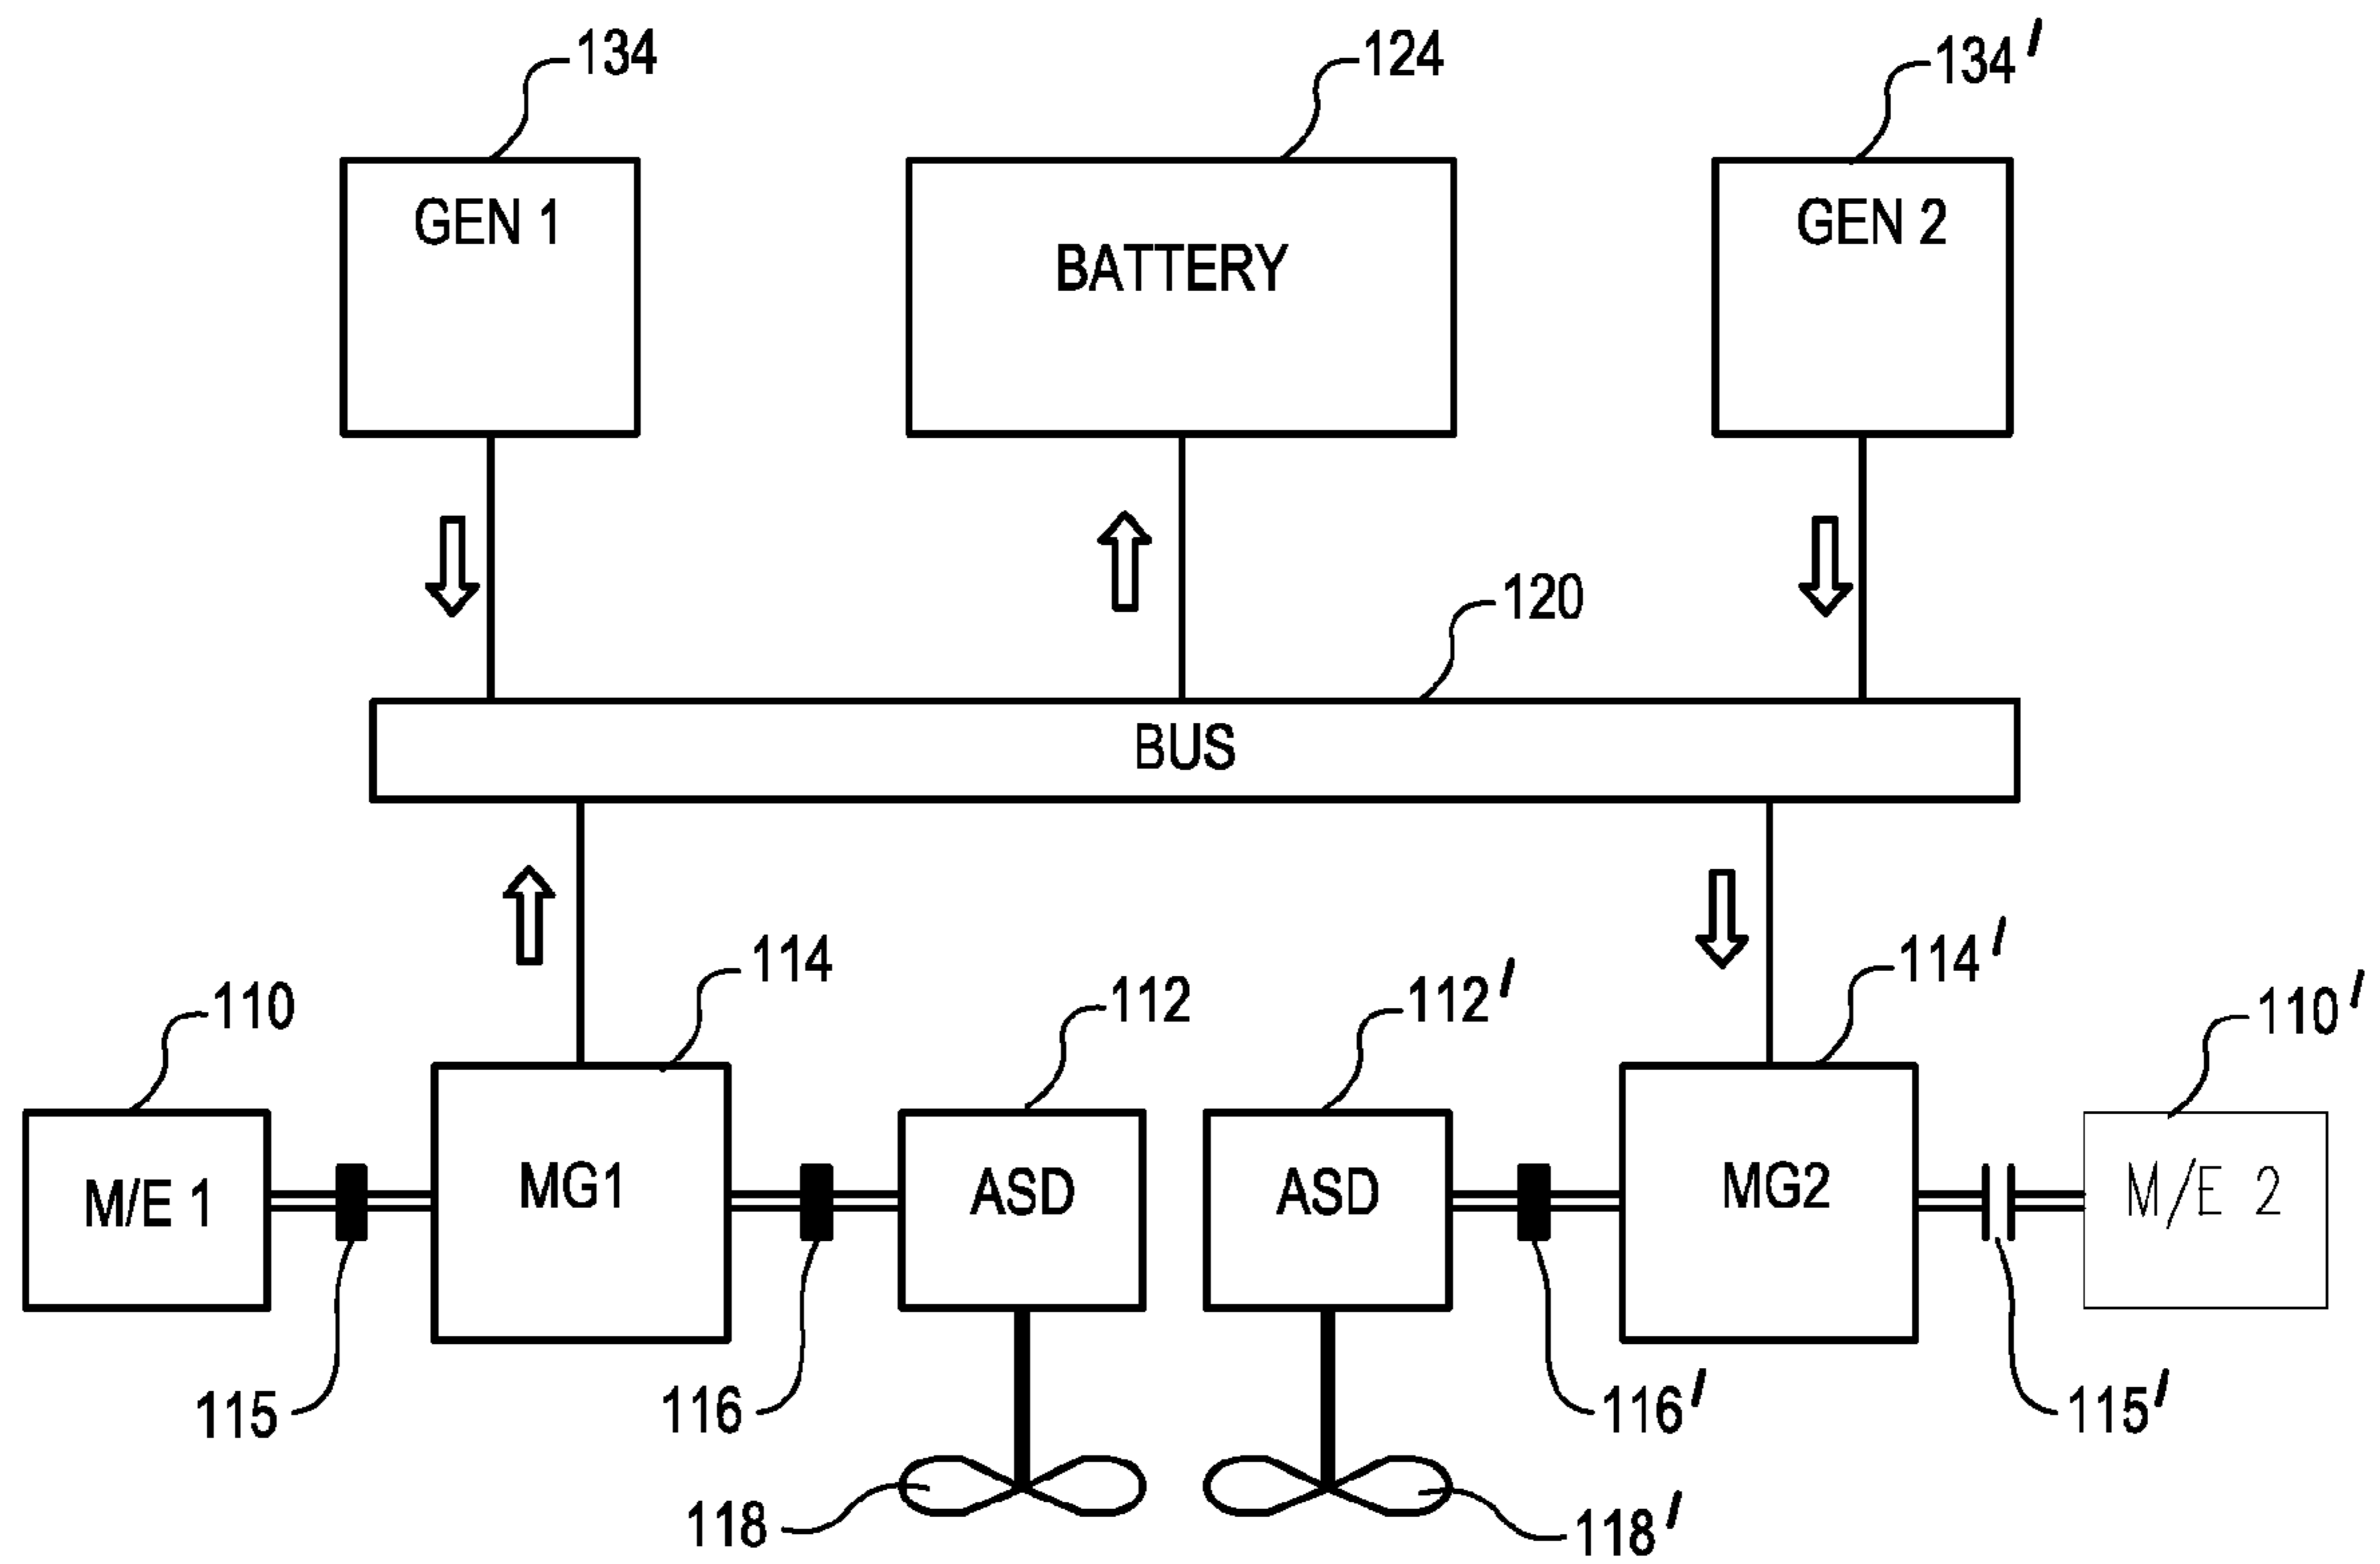 134
124
134'
GEN 1
BATTERY
GEN 2
120
BUS
114
112
112'
114'
110
110'
M/E 1
MG1
ASD
ASD
MG2
M/E 2
115
116
116'
115'
118
118'